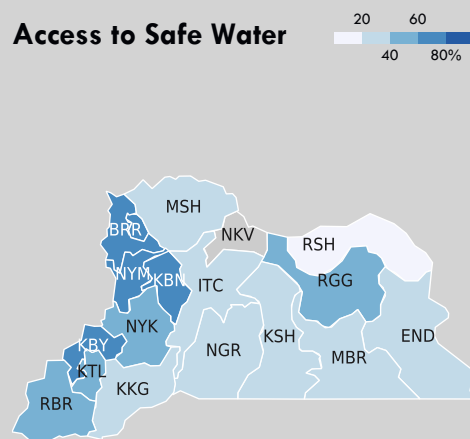 Access to Safe Water
20 60
40 80%
MSH
BRR
NKV
RSH
NYM
KBN
ITC
RGG
NYK
KBY
NGR
KSH
END
MBR
KTL
KKG
RBR